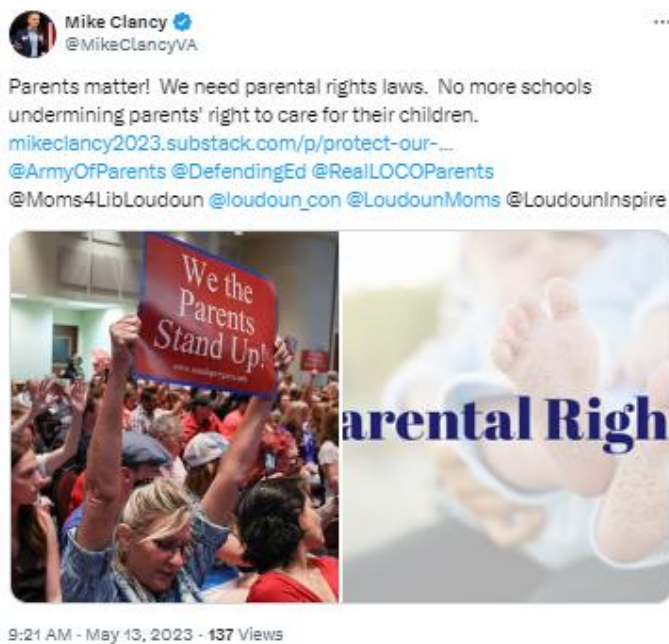 Mike Clancy
@MikeClancyVA
Parents matter! We need parental rights laws. No more schools
undermining parents' right to care for their children.
mikeclancy2023.substack.com/p/protect-our-...
@ArmyOfParents @DefendingEd @RealLOCOParents
@Moms4LibLoudoun @loudoun_con @LoudounMoms @LoudounInspire
We the
Parents
Stand Up!
arental Righ
9:21 AM · May 13, 2023 · 137 Views